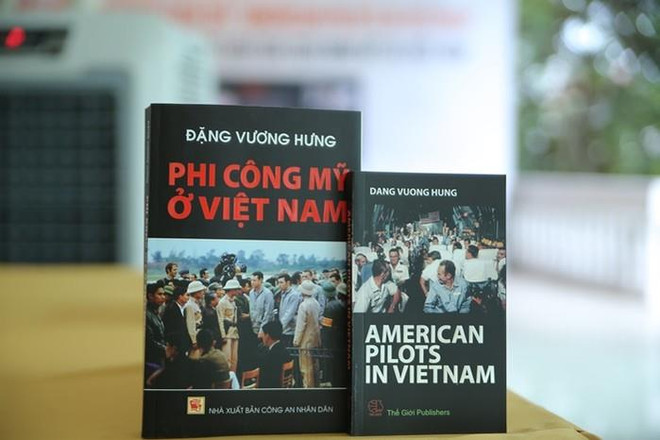 ĐẶNG VƯƠNG HƯNG
PHI CÔNG MỸ
Ở VIỆT NAM
NHÀ XUẤT BẢN CÔNG AN NHÂN DÂN
DANG VUONG HUNG
AMERICAN
PILOTS
IN VIETNAM
Thế Giới Publishers